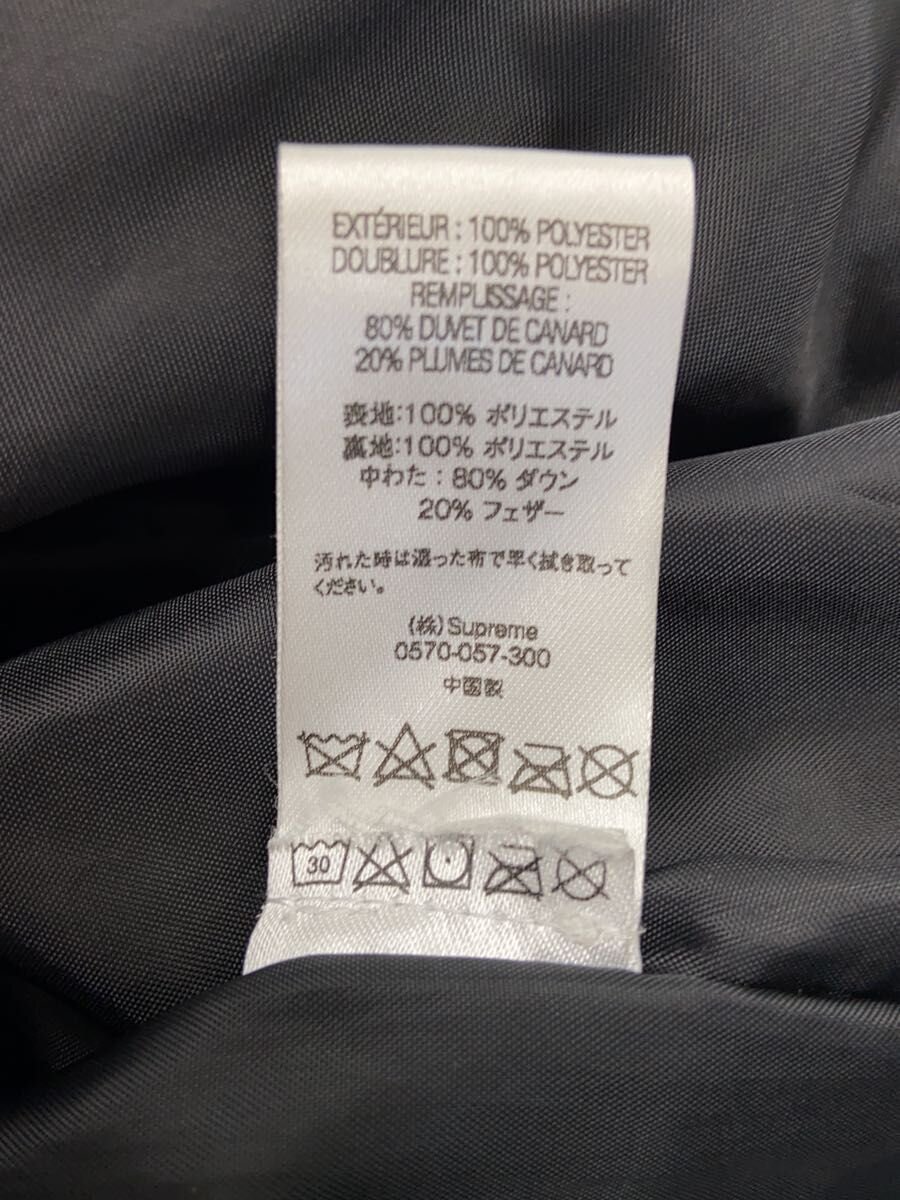 EXTÉRIEUR : 100% POLYESTER
DOUBLURE : 100% POLYESTER
REMPLISSAGE :
80% DUVET DE CANARD
20% PLUMES DE CANARD
表地:100% ポリエステル
裏地:100% ポリエステル
中わた : 80% ダウン
20% フェザー
汚れた時は湿った布で早く拭き取って
ください。
(株)Supreme
0570-057-300
中国製
30